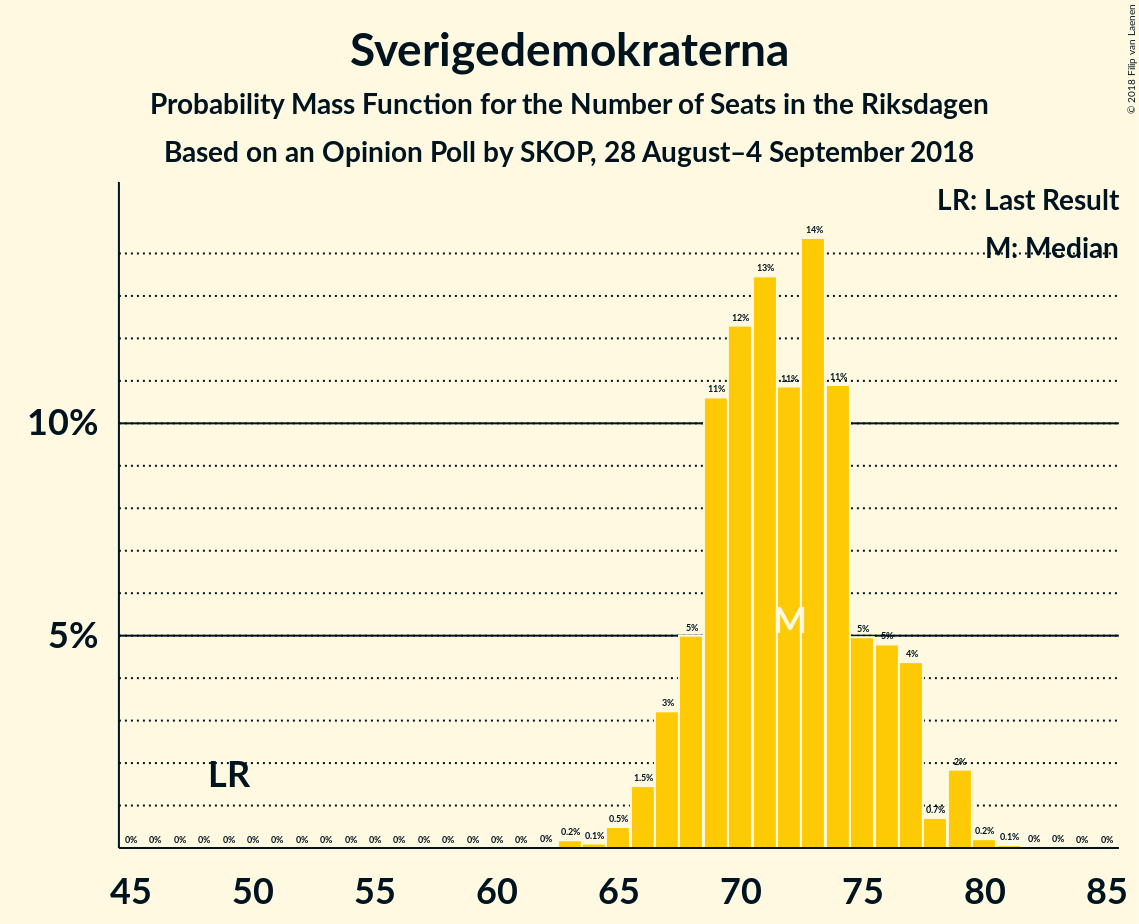 Sverigedemokraterna
Probability Mass Function for the Number of Seats in the Riksdagen
Based on an Opinion Poll by SKOP, 28 August–4 September 2018
© 2018 Filip van Laenen
LR: Last Result
M: Median
10%
5%
0% 0% 0% 0% 0% 0% 0% 0% 0% 0% 0% 0% 0% 0% 0% 0% 0% 0% 0.2% 0.1% 0.5% 1.5% 3% 5% 11% 12% 13% 11% 14% 11% 5% 5% 4% 0.7% 2% 0.2% 0.1% 0% 0% 0% 0%
LR
M
45 50 55 60 65 70 75 80 85